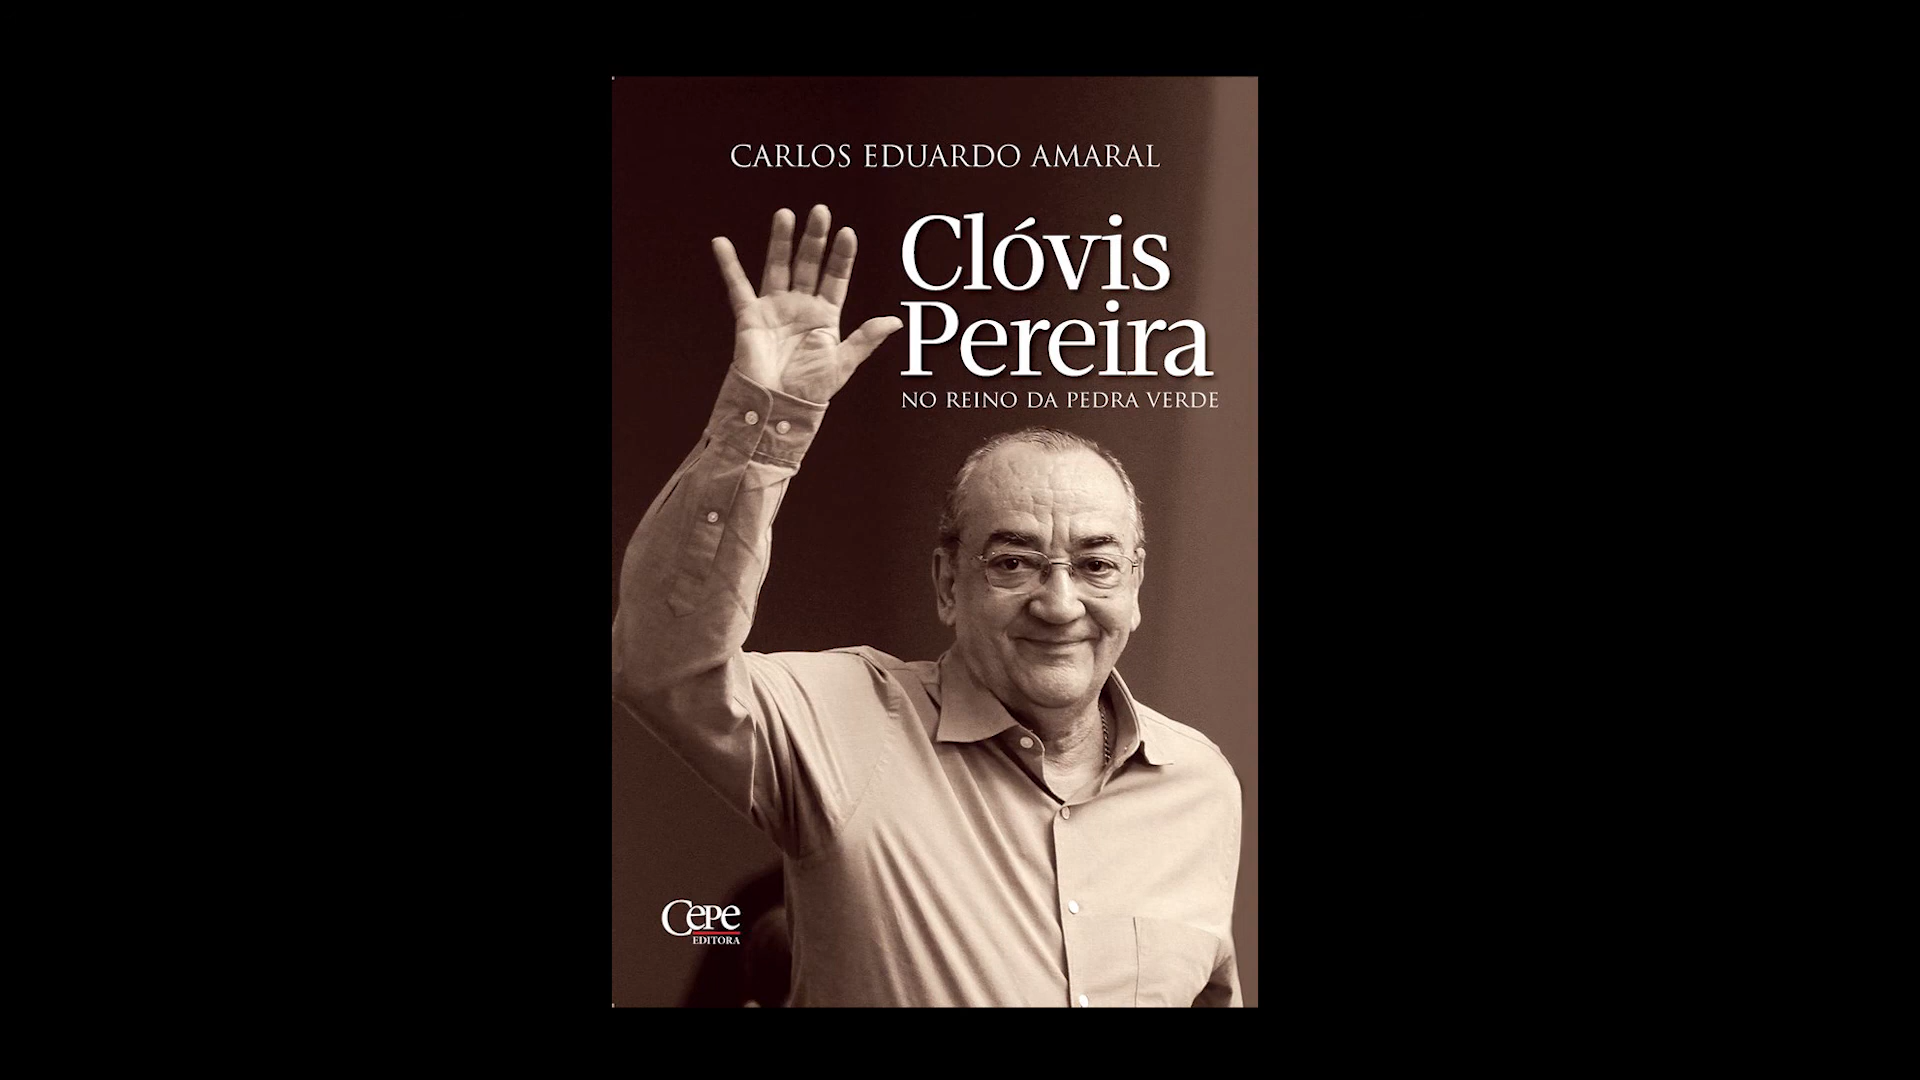 CARLOS EDUARDO AMARAL
Clóvis
Pereira
NO REINO DA PEDRA VERDE
Cepe
EDITORA